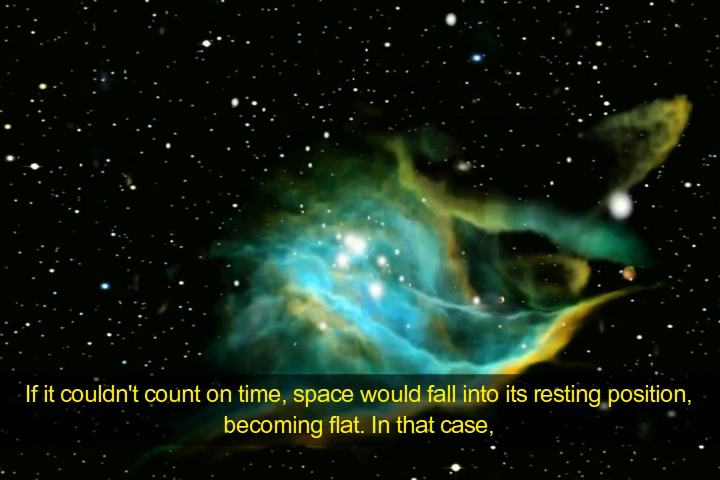 If it couldn't count on time, space would fall into its resting position,
becoming flat. In that case,